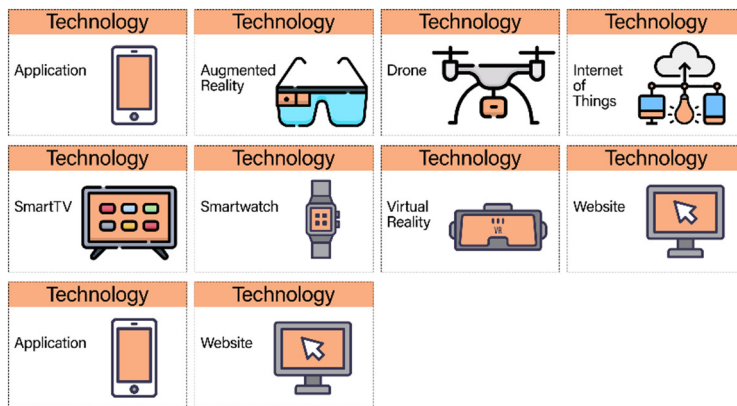 Technology
Technology
Technology
Technology
Application
Augmented
Reality
Drone
Internet
of
Things
Technology
Technology
Technology
Technology
SmartTV
Smartwatch
Virtual
Reality
VR
Website
Technology
Technology
Application
Website